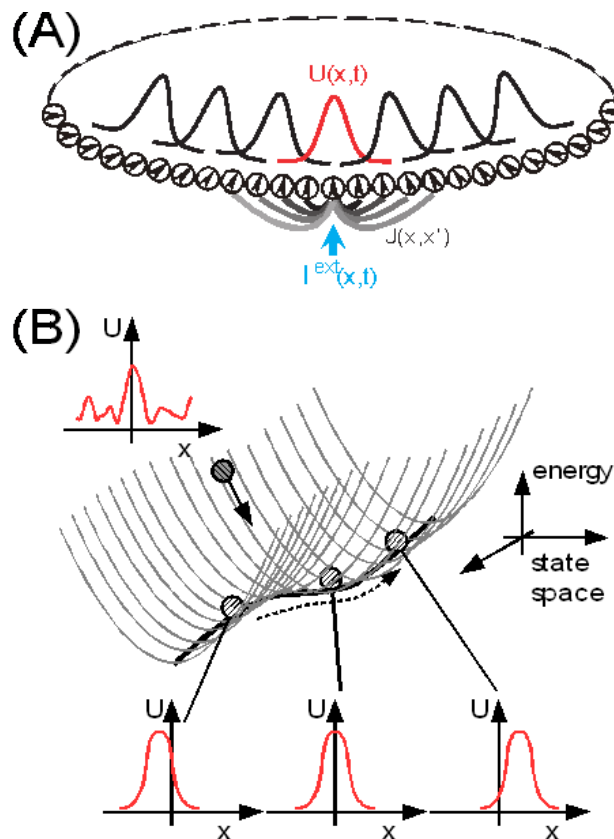 (A)
U(x,t)
J(x,x')
I^ext(x,t)
(B)
U
x
energy
state
space
U
U
U
x
x
x